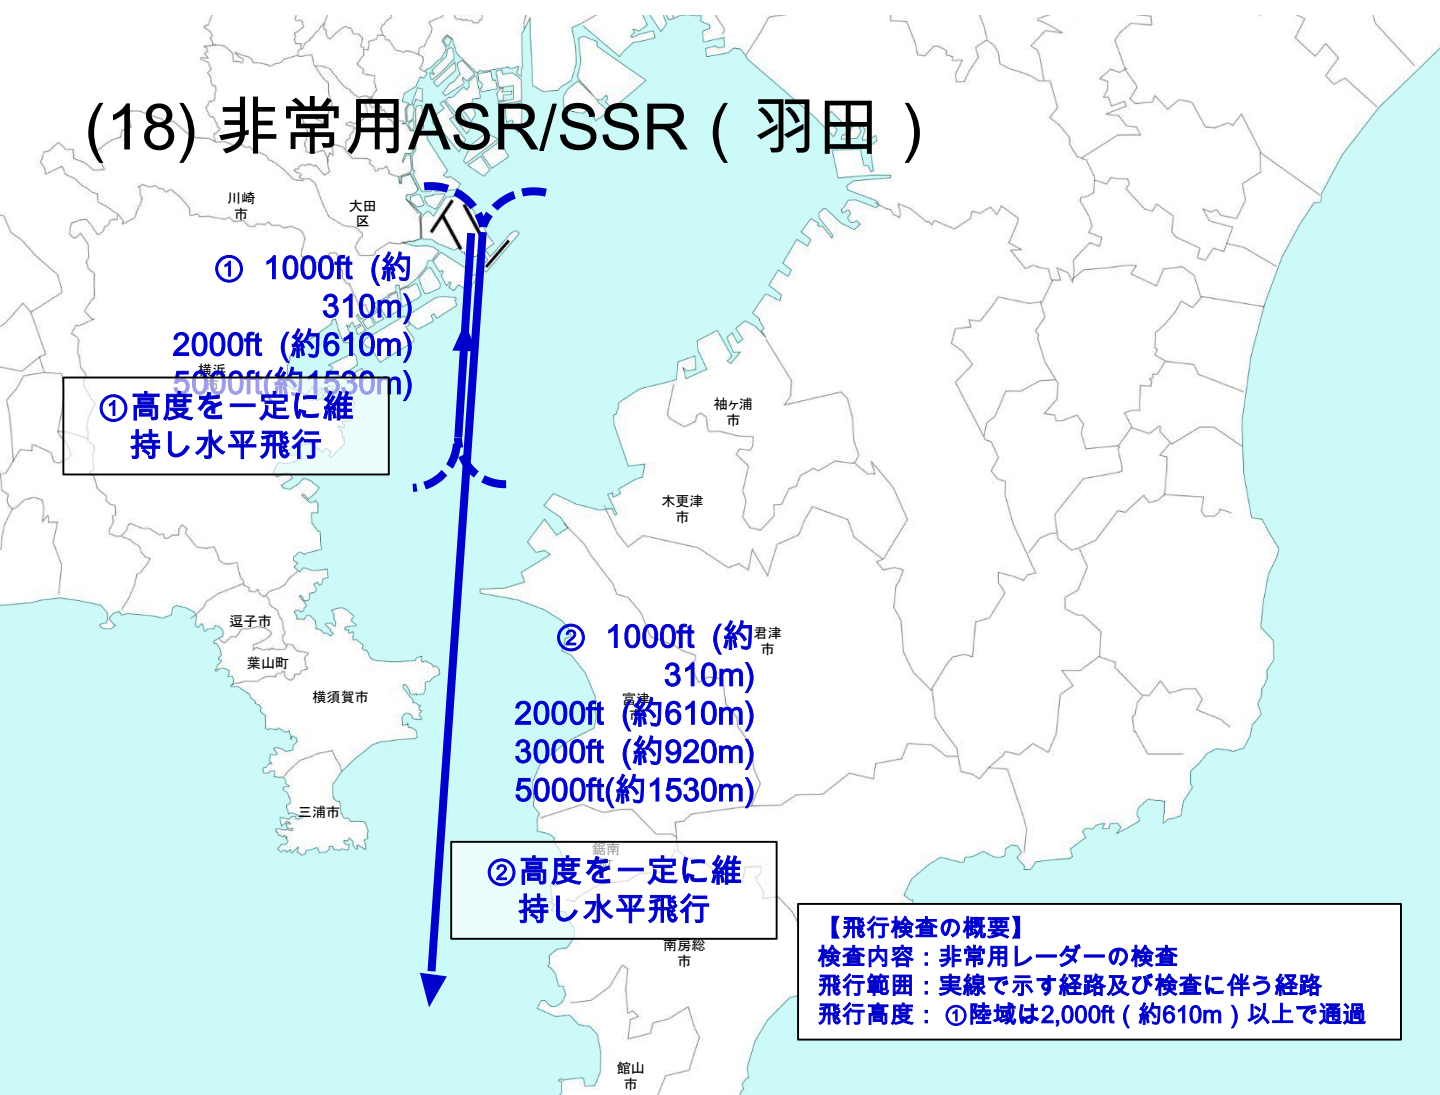 (18) 非常用ASR/SSR（羽田）
川崎
市
大田
区
① 1000ft (約
310m)
2000ft (約610m)
横浜
5000ft(約1530m)
①高度を一定に維
持し水平飛行
袖ヶ浦
市
木更津
市
逗子市
葉山町
横須賀市
三浦市
② 1000ft (約
310m)
2000ft (約610m)
3000ft (約920m)
5000ft(約1530m)
君津
市
富津
市
鋸南
町
②高度を一定に維
持し水平飛行
南房総
市
館山
市
【飛行検査の概要】
検査内容：非常用レーダーの検査
飛行範囲：実線で示す経路及び検査に伴う経路
飛行高度： ①陸域は2,000ft（約610m）以上で通過